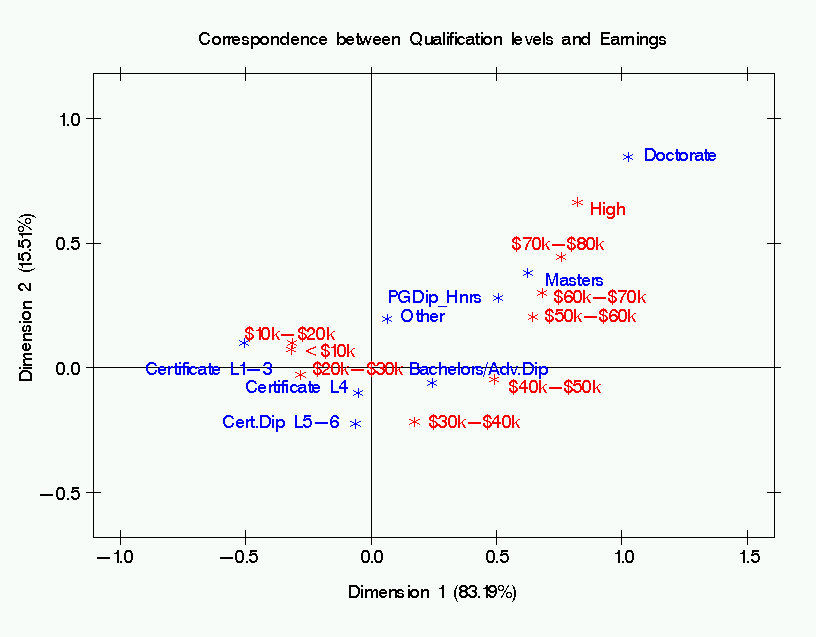 Correspondence between Qualification levels and Earnings
1.0
Doctorate
High
0.5
$70k—$80k
Masters
PGDip_Hnrs
$60k—$70k
Other
$50k—$60k
$10k—$20k
< $10k
0.0
Certificate L1—3
$20k—$30k
Bachelors/Adv.Dip
Certificate L4
$40k—$50k
Cert.Dip L5—6
$30k—$40k
—0.5
Dimension 2 (15.51%)
—1.0
—0.5
0.0
0.5
1.0
1.5
Dimension 1 (83.19%)